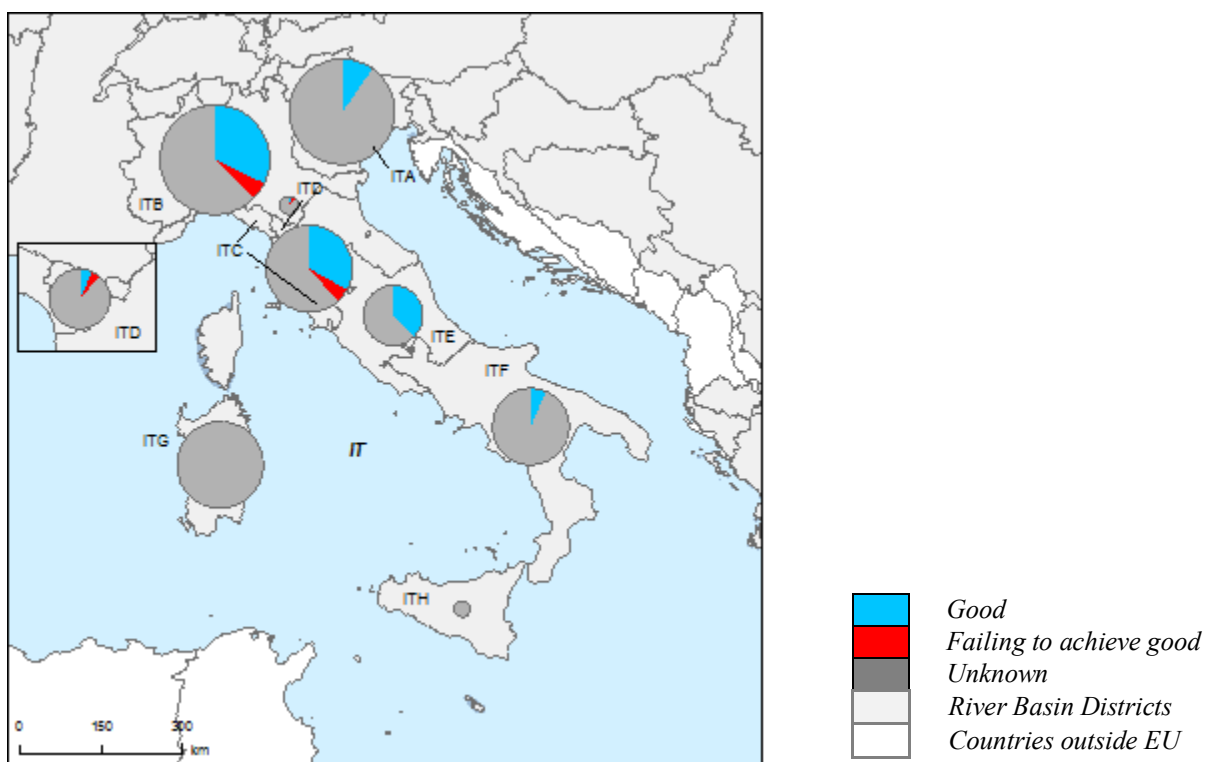 ITA
ITB
ITD
ITC
ITD
ITE
ITF
ITG
IT
ITH
0 150 300
km
Good
Failing to achieve good
Unknown
River Basin Districts
Countries outside EU